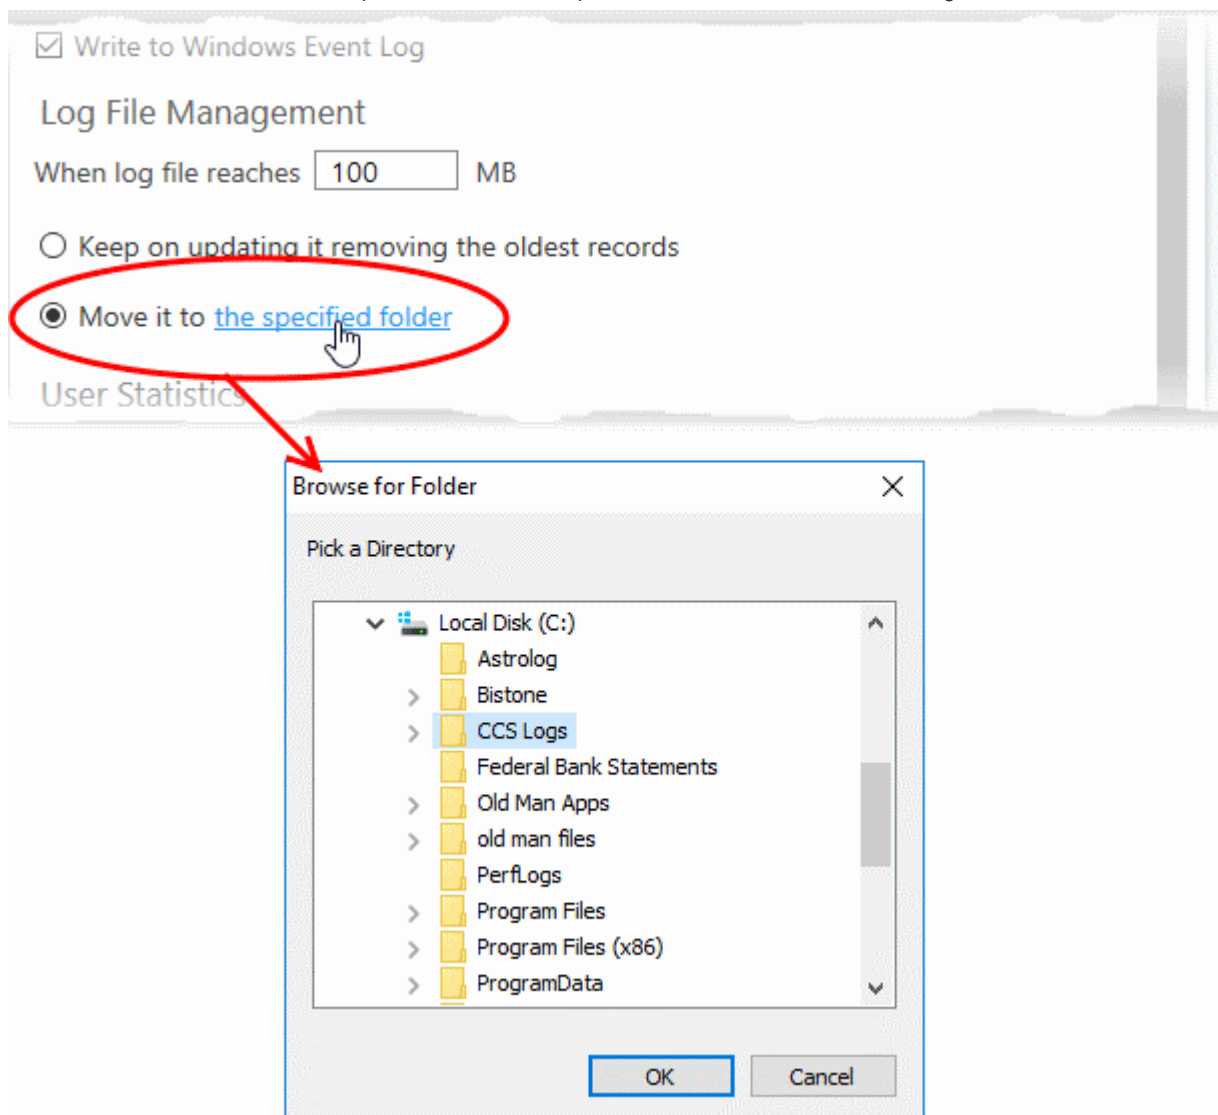 Write to Windows Event Log
Log File Management
When log file reaches 100 MB
Keep on updating it removing the oldest records
Move it to the specified folder
User Statistics
Browse for Folder
Pick a Directory
Local Disk (C:)
Astrolog
Bistone
CCS Logs
Federal Bank Statements
Old Man Apps
old man files
PerfLogs
Program Files
Program Files (x86)
ProgramData
OK Cancel